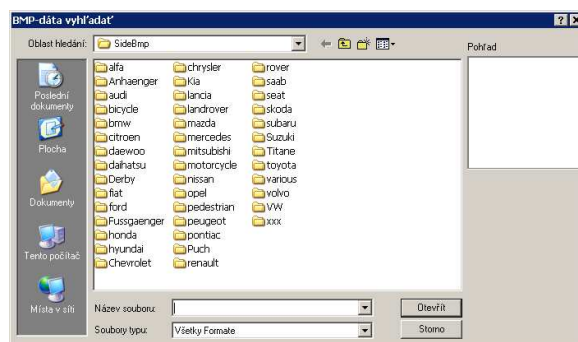 BMP-dáta vyhľadať
Oblast hledání: SideBmp
Pohľad
Poslední dokumenty
Plocha
Dokumenty
Tento počítač
Místa v síti
alfa
Anhaenger
audi
bicycle
bmw
citroen
daewoo
daihatsu
Derby
fiat
ford
Fussgaenger
honda
hyundai
Chevrolet
chrysler
Kia
lancia
landrover
mazda
mercedes
mitsubishi
motorcycle
nissan
opel
pedestrian
peugeot
pontiac
Puch
renault
rover
saab
seat
skoda
subaru
Suzuki
Titane
toyota
various
volvo
VW
xxx
Název souboru:
Otevřít
Soubory typu: Všetky Formate
Storno